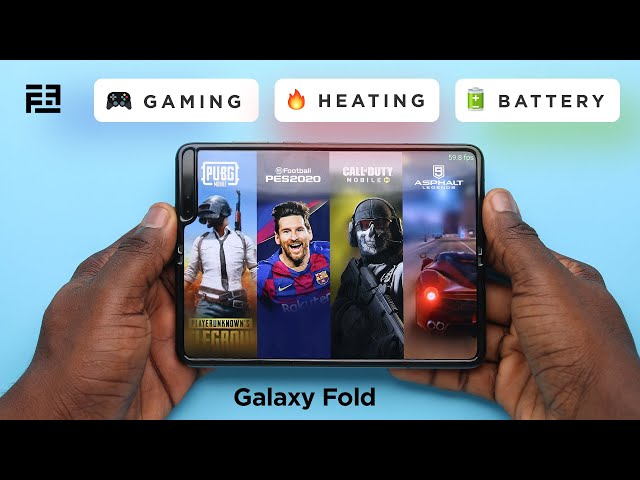 GAMING
HEATING
BATTERY
59.8 fps
PUBG
MOBILE
eFootball
PES2020
CALL OF DUTY
MOBILE
9
ASPHALT
LEGENDS
Rakuten
PLAYERUNKNOWN'S
Galaxy Fold